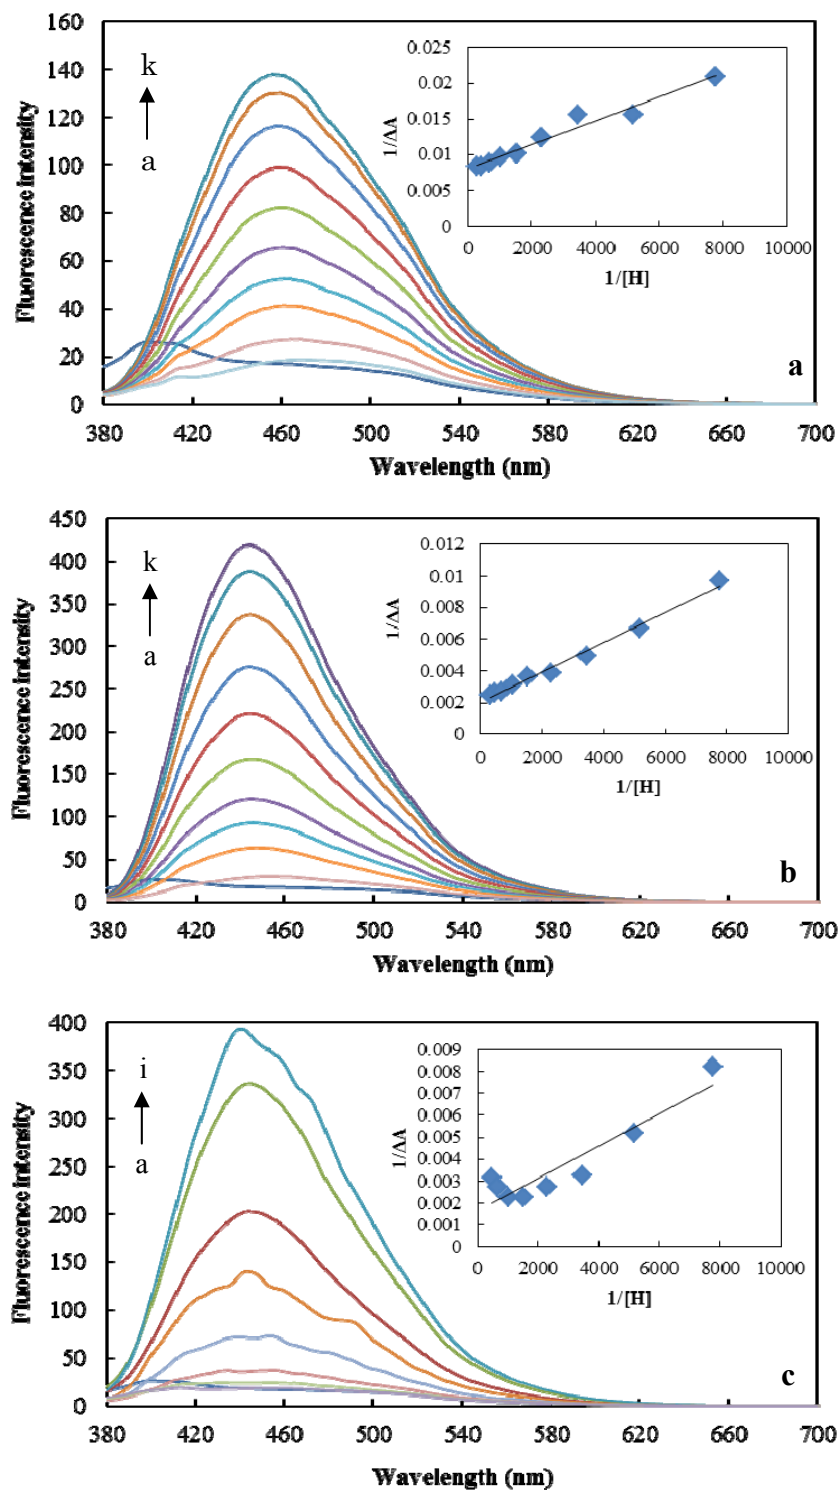 160
140
120
100
80
60
40
20
0
Fluorescence intensity
k
a
0.025
0.02
0.015
0.01
0.005
0
1/ΔA
0 2000 4000 6000 8000 10000
1/[H]
a
380 420 460 500 540 580 620 660 700
Wavelength (nm)
450
400
350
300
250
200
150
100
50
0
Fluorescence intensity
k
a
0.012
0.01
0.008
0.006
0.004
0.002
0
1/ΔA
0 2000 4000 6000 8000 10000
1/[H]
b
380 420 460 500 540 580 620 660 700
Wavelength (nm)
400
350
300
250
200
150
100
50
0
Fluorescence intensity
i
a
0.009
0.008
0.007
0.006
0.005
0.004
0.003
0.002
0.001
0
1/ΔA
0 2000 4000 6000 8000 10000
1/[H]
c
380 420 460 500 540 580 620 660 700
Wavelength (nm)